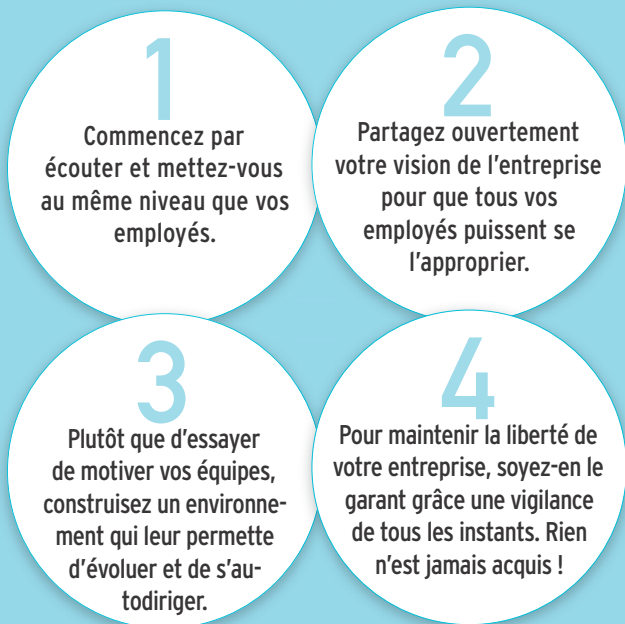 1
Commencez par
écouter et mettez-vous
au même niveau que vos
employés.
2
Partagez ouvertement
votre vision de l'entreprise
pour que tous vos
employés puissent se
l'approprier.
3
Plutôt que d'essayer
de motiver vos équipes,
construisez un environne-
ment qui leur permette
d'évoluer et de s'au-
todiriger.
4
Pour maintenir la liberté de
votre entreprise, soyez-en le
garant grâce une vigilance
de tous les instants. Rien
n'est jamais acquis !